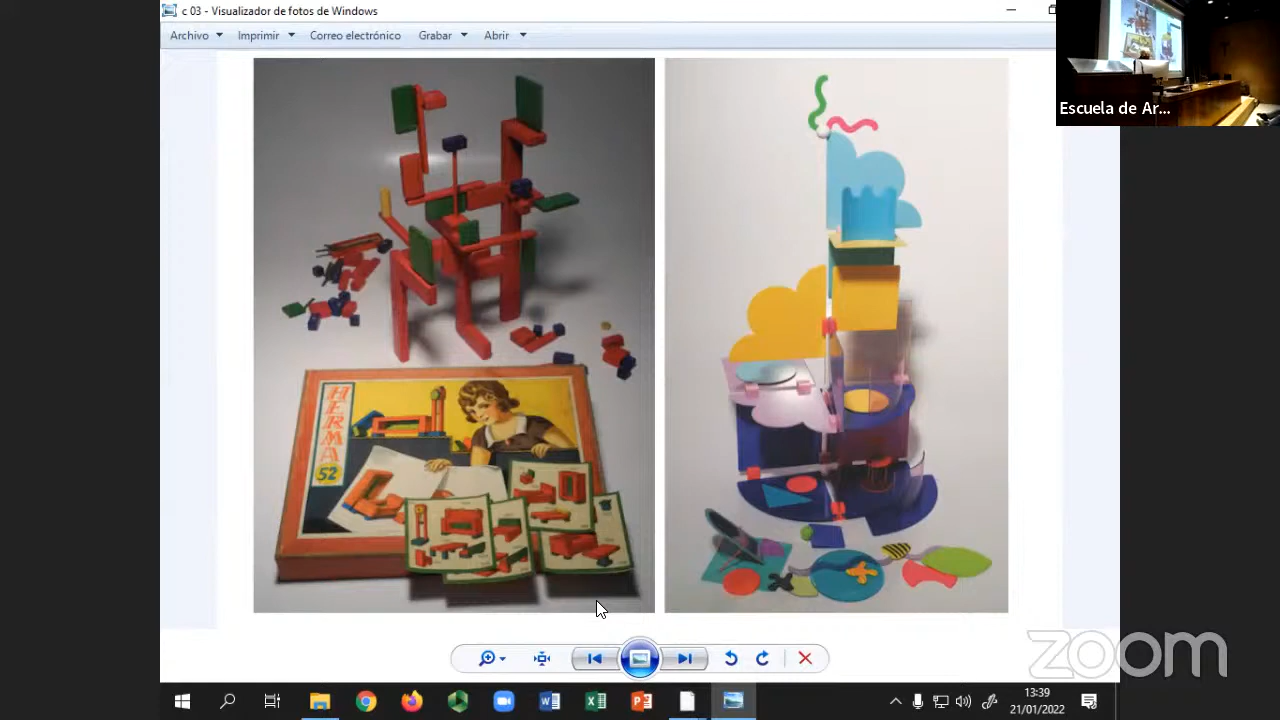 c 03 - Visualizador de fotos de Windows
Archivo Imprimir Correo electrónico Grabar Abrir
Escuela de Ar...
HERMA
52
zoom
13:39
21/01/2022